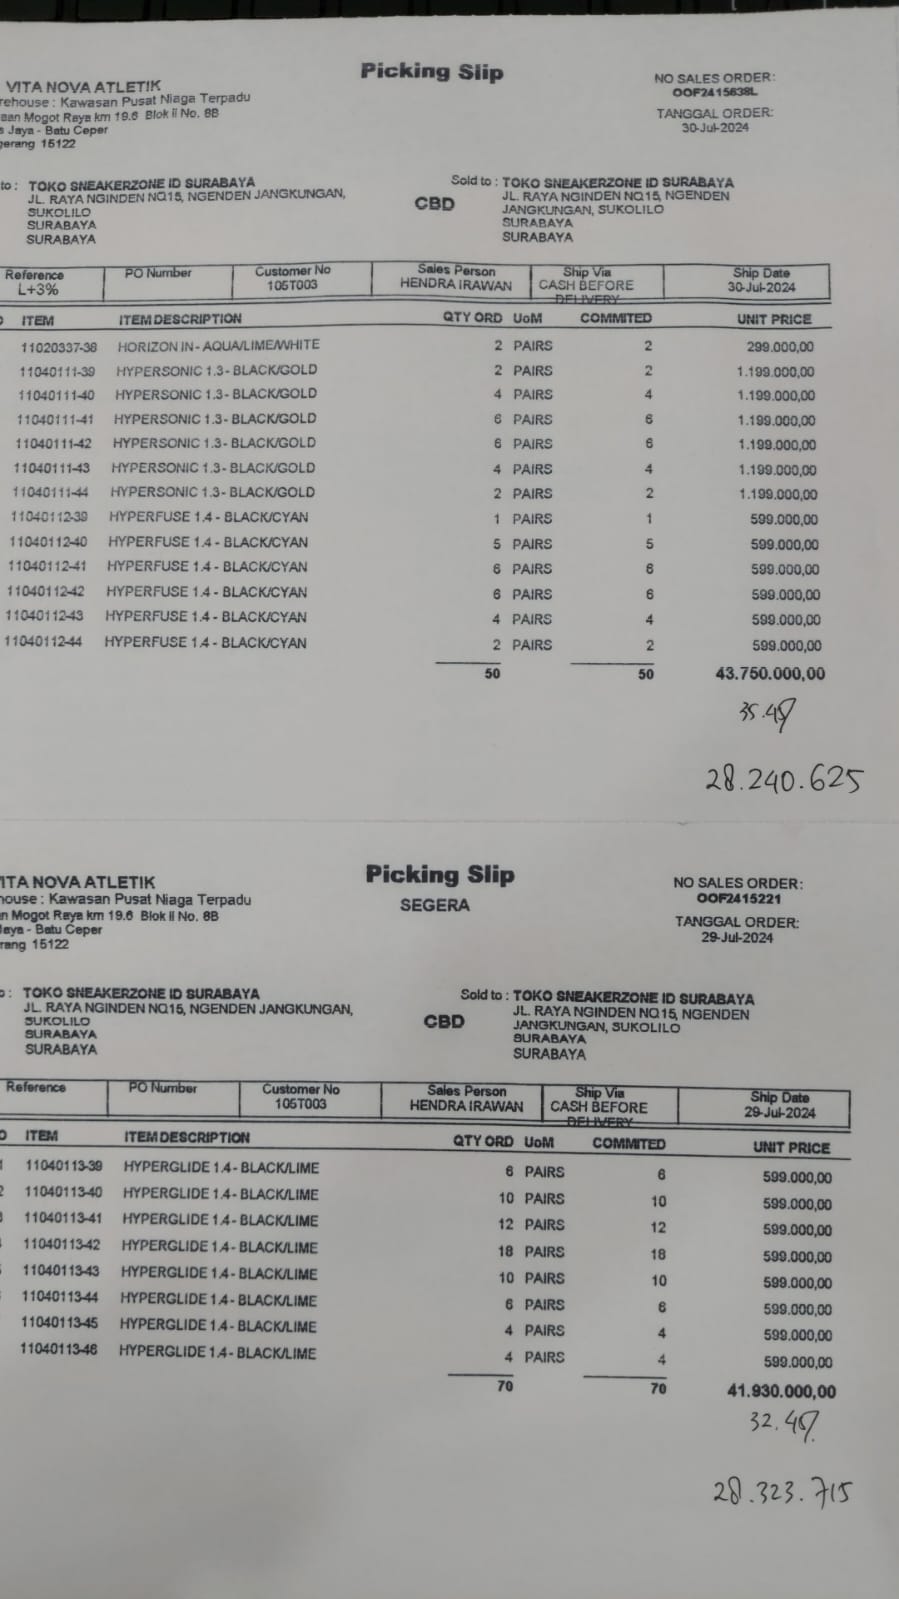 Picking Slip
VITA NOVA ATLETIK
rehouse : Kawasan Pusat Niaga Terpadu
aan Mogot Raya km 19.6 Blok ii No. 8B
s Jaya - Batu Ceper
gerang 15122
NO SALES ORDER:
OOF2415638L
TANGGAL ORDER:
30-Jul-2024
to : TOKO SNEAKERZONE ID SURABAYA
JL. RAYA NGINDEN NO.15, NGENDEN JANGKUNGAN,
SUKOLILO
SURABAYA
SURABAYA
CBD
Sold to : TOKO SNEAKERZONE ID SURABAYA
JL. RAYA NGINDEN NO.15, NGENDEN
JANGKUNGAN, SUKOLILO
SURABAYA
SURABAYA
Reference PO Number Customer No Sales Person Ship Via Ship Date
L+3% 105T003 HENDRA IRAWAN CASH BEFORE 30-Jul-2024
DELIVERY
O ITEM ITEM DESCRIPTION QTY ORD UoM COMMITED UNIT PRICE
11020337-38 HORIZON IN - AQUA/LIME/WHITE 2 PAIRS 2 299.000,00
11040111-39 HYPERSONIC 1.3 - BLACK/GOLD 2 PAIRS 2 1.199.000,00
11040111-40 HYPERSONIC 1.3 - BLACK/GOLD 4 PAIRS 4 1.199.000,00
11040111-41 HYPERSONIC 1.3 - BLACK/GOLD 6 PAIRS 6 1.199.000,00
11040111-42 HYPERSONIC 1.3 - BLACK/GOLD 6 PAIRS 6 1.199.000,00
11040111-43 HYPERSONIC 1.3 - BLACK/GOLD 4 PAIRS 4 1.199.000,00
11040111-44 HYPERSONIC 1.3 - BLACK/GOLD 2 PAIRS 2 1.199.000,00
11040112-39 HYPERFUSE 1.4 - BLACK/CYAN 1 PAIRS 1 599.000,00
11040112-40 HYPERFUSE 1.4 - BLACK/CYAN 5 PAIRS 5 599.000,00
11040112-41 HYPERFUSE 1.4 - BLACK/CYAN 6 PAIRS 6 599.000,00
11040112-42 HYPERFUSE 1.4 - BLACK/CYAN 6 PAIRS 6 599.000,00
11040112-43 HYPERFUSE 1.4 - BLACK/CYAN 4 PAIRS 4 599.000,00
11040112-44 HYPERFUSE 1.4 - BLACK/CYAN 2 PAIRS 2 599.000,00
50 50 43.750.000,00
28.240.625
Picking Slip
SEGERA
ITA NOVA ATLETIK
house : Kawasan Pusat Niaga Terpadu
n Mogot Raya km 19.6 Blok ii No. 8B
Jaya - Batu Ceper
rang 15122
NO SALES ORDER:
OOF2415221
TANGGAL ORDER:
29-Jul-2024
o : TOKO SNEAKERZONE ID SURABAYA
JL. RAYA NGINDEN NO.15, NGENDEN JANGKUNGAN,
SUKOLILO
SURABAYA
SURABAYA
CBD
Sold to : TOKO SNEAKERZONE ID SURABAYA
JL. RAYA NGINDEN NO.15, NGENDEN
JANGKUNGAN, SUKOLILO
SURABAYA
SURABAYA
Reference PO Number Customer No Sales Person Ship Via Ship Date
105T003 HENDRA IRAWAN CASH BEFORE 29-Jul-2024
DELIVERY
O ITEM ITEM DESCRIPTION QTY ORD UoM COMMITED UNIT PRICE
1 11040113-39 HYPERGLIDE 1.4 - BLACK/LIME 6 PAIRS 6 599.000,00
2 11040113-40 HYPERGLIDE 1.4 - BLACK/LIME 10 PAIRS 10 599.000,00
11040113-41 HYPERGLIDE 1.4 - BLACK/LIME 12 PAIRS 12 599.000,00
11040113-42 HYPERGLIDE 1.4 - BLACK/LIME 18 PAIRS 18 599.000,00
11040113-43 HYPERGLIDE 1.4 - BLACK/LIME 10 PAIRS 10 599.000,00
11040113-44 HYPERGLIDE 1.4 - BLACK/LIME 6 PAIRS 6 599.000,00
11040113-45 HYPERGLIDE 1.4 - BLACK/LIME 4 PAIRS 4 599.000,00
11040113-46 HYPERGLIDE 1.4 - BLACK/LIME 4 PAIRS 4 599.000,00
70 70 41.930.000,00
28.323.715